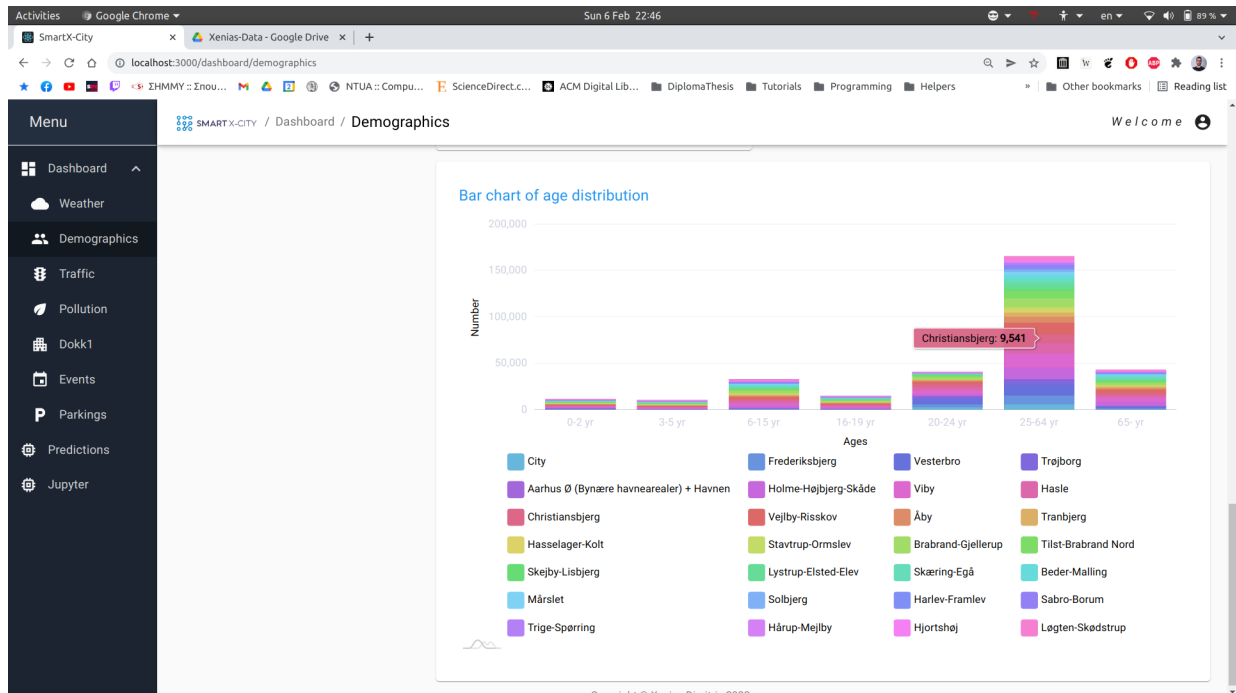 Activities Google Chrome Sun 6 Feb 22:46 en 89 %
SmartX-City Xenias-Data - Google Drive
localhost:3000/dashboard/demographics
ΣΗΜΜΥ :: Σπου... NTUA :: Compu... ScienceDirect.c... ACM Digital Lib... DiplomaThesis Tutorials Programming Helpers » Other bookmarks Reading list
Menu SMART X-CITY / Dashboard / Demographics Welcome
Dashboard
Weather
Demographics
Traffic
Pollution
Dokk1
Events
Parkings
Predictions
Jupyter
Bar chart of age distribution
200,000
150,000
100,000
50,000
0
Number
Christiansbjerg: 9,541
0-2 yr 3-5 yr 6-15 yr 16-19 yr 20-24 yr 25-64 yr 65- yr
Ages
City Frederiksbjerg Vesterbro Trøjborg
Aarhus Ø (Bynære havnearealer) + Havnen Holme-Højbjerg-Skåde Viby Hasle
Christiansbjerg Vejlby-Risskov Åby Tranbjerg
Hasselager-Kolt Stavtrup-Ormslev Brabrand-Gjellerup Tilst-Brabrand Nord
Skejby-Lisbjerg Lystrup-Elsted-Elev Skæring-Egå Beder-Malling
Mårslet Solbjerg Harlev-Framlev Sabro-Borum
Trige-Spørring Hårup-Mejlby Hjortshøj Løgten-Skødstrup